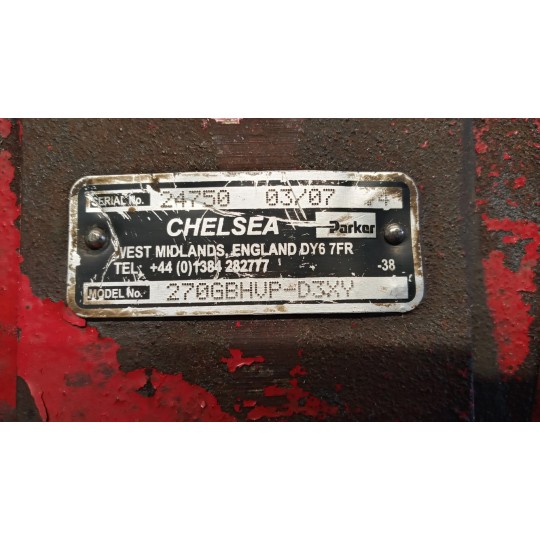 SERIAL No. 24750 03/07 74
CHELSEA Parker
WEST MIDLANDS, ENGLAND DY6 7FR
TEL: +44 (0)1384 282777 -38
MODEL No. 270GBHVP-D3XY